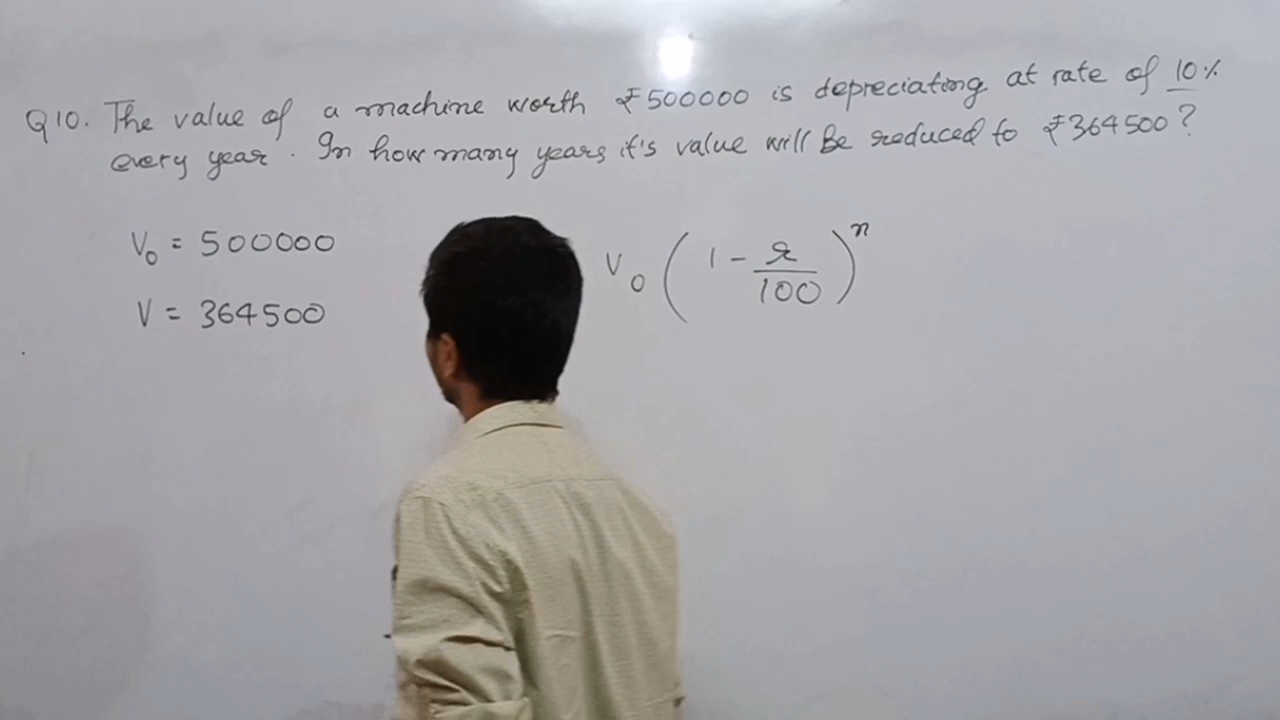 Q10. The value of a machine worth ₹500000 is depreciating at rate of 10%
every year. In how many years it's value will Be reduced to ₹364500?
V₀ = 500000
V₀ ( 1 - r/100 )ⁿ
V = 364500